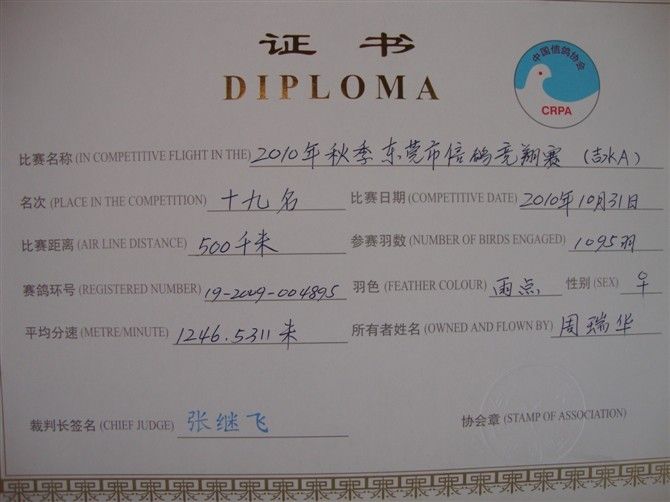 证书
DIPLOMA
中国信鸽协会
CRPA
比赛名称 (IN COMPETITIVE FLIGHT IN THE) 2010年秋季东莞市信鸽竞翔赛 (吉水A)
名次 (PLACE IN THE COMPETITION) 十九名 比赛日期 (COMPETITIVE DATE) 2010年10月31日
比赛距离 (AIR LINE DISTANCE) 500千米 参赛羽数 (NUMBER OF BIRDS ENGAGED) 1095羽
赛鸽环号 (REGISTERED NUMBER) 19-2009-004895 羽色 (FEATHER COLOUR) 雨点 性别 (SEX) ♀
平均分速 (METRE/MINUTE) 1246.5311米 所有者姓名 (OWNED AND FLOWN BY) 周瑞华
裁判长签名 (CHIEF JUDGE) 张继飞 协会章 (STAMP OF ASSOCIATION)